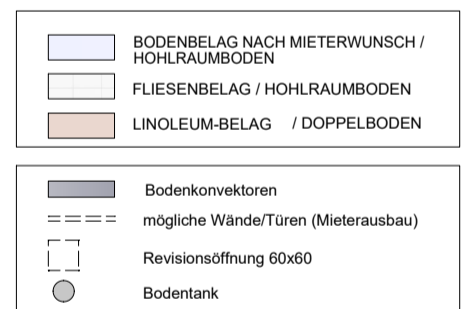 BODENBELAG NACH MIETERWUNSCH /
HOHLRAUMBODEN
FLIESENBELAG / HOHLRAUMBODEN
LINOLEUM-BELAG / DOPPELBODEN
Bodenkonvektoren
mögliche Wände/Türen (Mieterausbau)
Revisionsöffnung 60x60
Bodentank